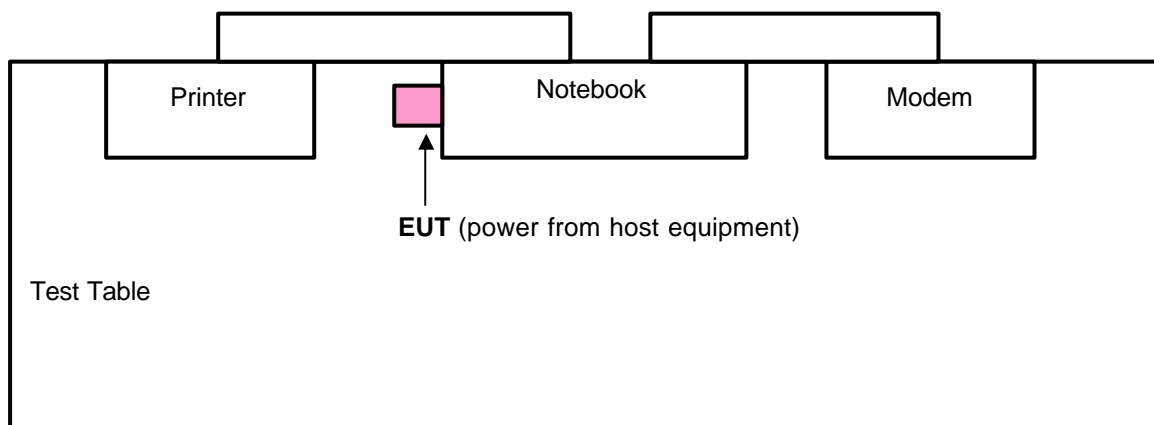 Printer
Notebook
Modem
EUT (power from host equipment)
Test Table